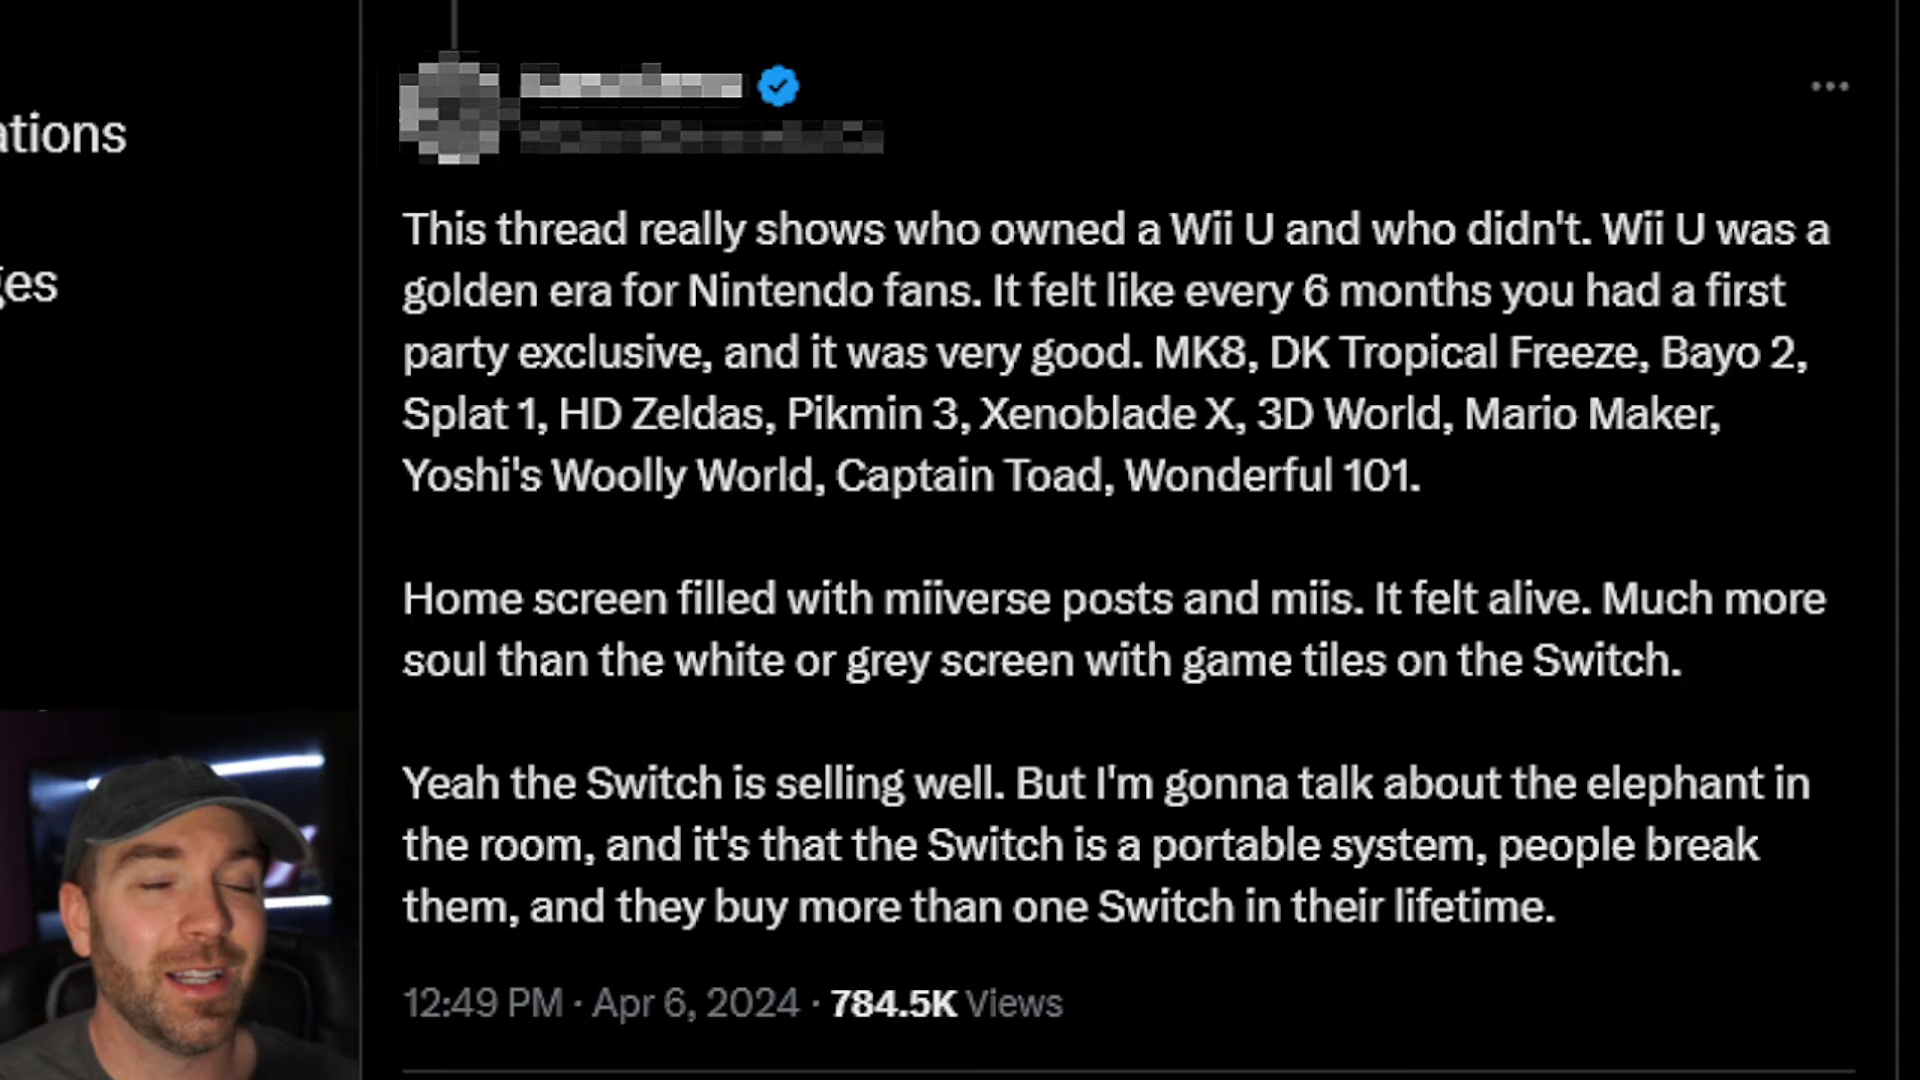 ations
ges
This thread really shows who owned a Wii U and who didn't. Wii U was a
golden era for Nintendo fans. It felt like every 6 months you had a first
party exclusive, and it was very good. MK8, DK Tropical Freeze, Bayo 2,
Splat 1, HD Zeldas, Pikmin 3, Xenoblade X, 3D World, Mario Maker,
Yoshi's Woolly World, Captain Toad, Wonderful 101.
Home screen filled with miiverse posts and miis. It felt alive. Much more
soul than the white or grey screen with game tiles on the Switch.
Yeah the Switch is selling well. But I'm gonna talk about the elephant in
the room, and it's that the Switch is a portable system, people break
them, and they buy more than one Switch in their lifetime.
12:49 PM · Apr 6, 2024 · 784.5K Views